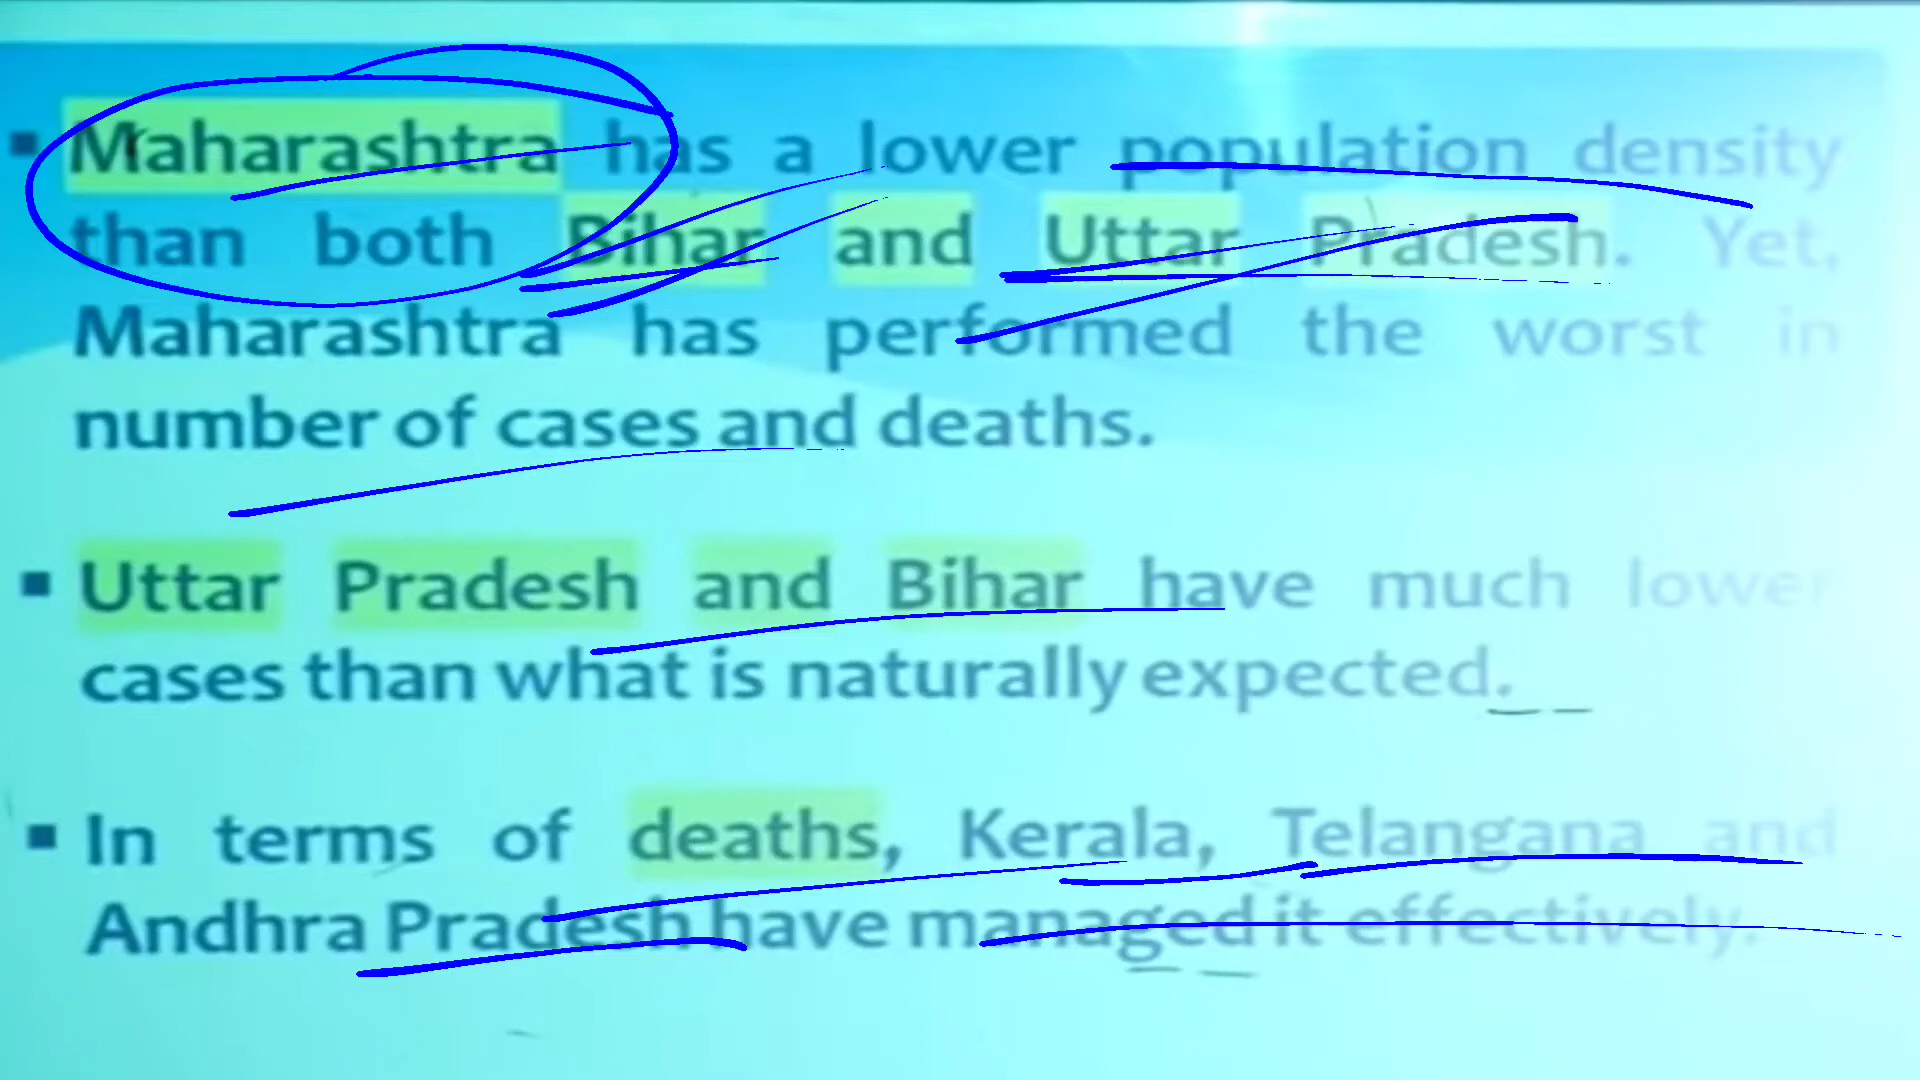 ▪ Maharashtra has a lower population density
than both Bihar and Uttar Pradesh. Yet,
Maharashtra has performed the worst in
number of cases and deaths.
▪ Uttar Pradesh and Bihar have much lower
cases than what is naturally expected.
▪ In terms of deaths, Kerala, Telangana and
Andhra Pradesh have managed it effectively.